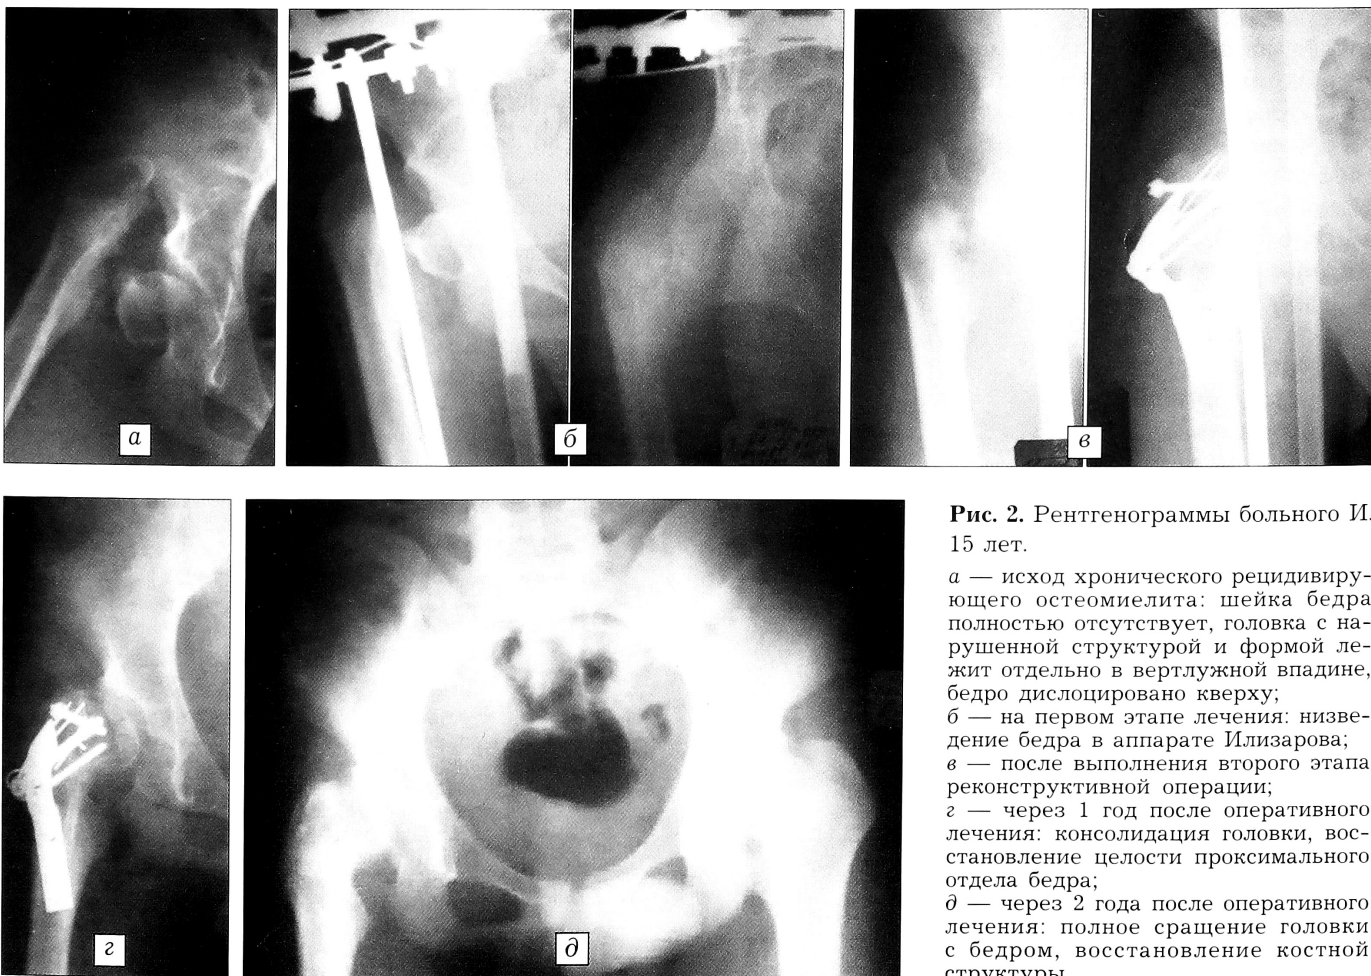 а
б
в
г
д
Рис. 2. Рентгенограммы больного И.
15 лет.
а — исход хронического рецидивиру-
ющего остеомиелита: шейка бедра
полностью отсутствует, головка с на-
рушенной структурой и формой ле-
жит отдельно в вертлужной впадине,
бедро дислоцировано кверху;
б — на первом этапе лечения: низве-
дение бедра в аппарате Илизарова;
в — после выполнения второго этапа
реконструктивной операции;
г — через 1 год после оперативного
лечения: консолидация головки, вос-
становление целости проксимального
отдела бедра;
д — через 2 года после оперативного
лечения: полное сращение головки
с бедром, восстановление костной
структуры